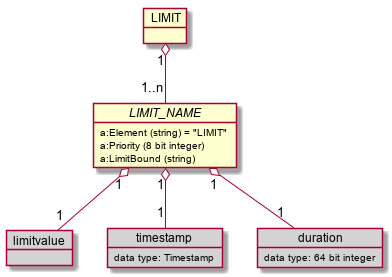 LIMIT
1
1..n
LIMIT_NAME
a:Element (string) = "LIMIT"
a:Priority (8 bit integer)
a:LimitBound (string)
1 1 1
1 1 1
limitvalue
timestamp
data type: Timestamp
duration
data type: 64 bit integer